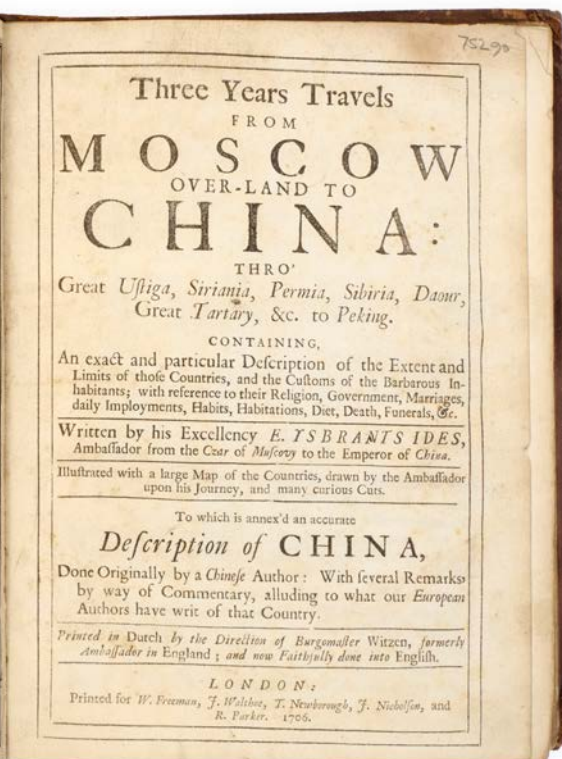 75290
Three Years Travels
FROM
MOSCOW
OVER-LAND TO
CHINA:
THRO'
Great Uſtiga, Siriania, Permia, Sibiria, Daour,
Great Tartary, &c. to Peking.
CONTAINING,
An exact and particular Deſcription of the Extent and
Limits of thoſe Countries, and the Cuſtoms of the Barbarous In-
habitants; with reference to their Religion, Government, Marriages,
daily Imployments, Habits, Habitations, Diet, Death, Funerals, &c.
Written by his Excellency E. YSBRANTS IDES,
Ambaſſador from the Czar of Muſcovy to the Emperor of China.
Illuſtrated with a large Map of the Countries, drawn by the Ambaſſador
upon his Journey, and many curious Cuts.
To which is annex'd an accurate
Deſcription of CHINA,
Done Originally by a Chineſe Author: With ſeveral Remarks,
by way of Commentary, alluding to what our European
Authors have writ of that Country.
Printed in Dutch by the Direction of Burgomaſter Witzen, formerly
Ambaſſador in England; and now Faithfully done into Engliſh.
LONDON:
Printed for W. Freeman, J. Walthoe, T. Newborough, J. Nicholſon, and
R. Parker. 1706.